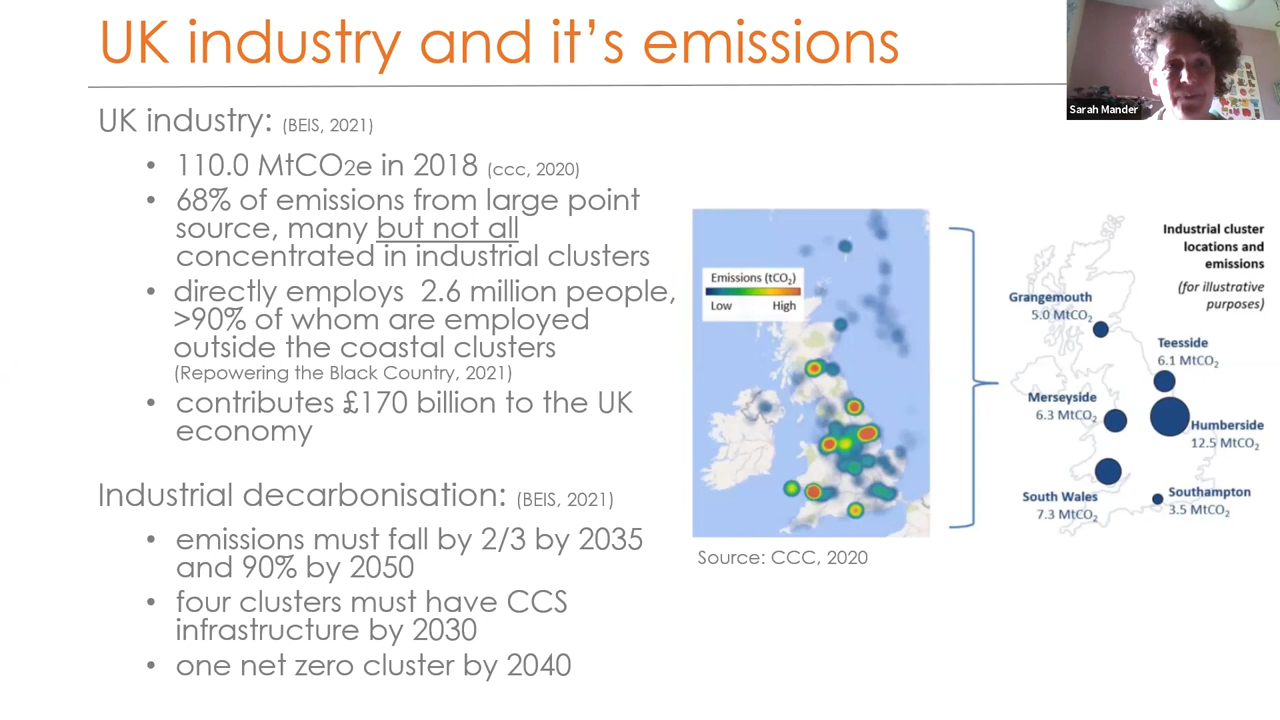 UK industry and it's emissions
Sarah Mander
UK industry: (BEIS, 2021)
• 110.0 MtCO2e in 2018 (ccc, 2020)
• 68% of emissions from large point
source, many but not all
concentrated in industrial clusters
• directly employs 2.6 million people,
>90% of whom are employed
outside the coastal clusters
(Repowering the Black Country, 2021)
• contributes £170 billion to the UK
economy
Industrial decarbonisation: (BEIS, 2021)
• emissions must fall by 2/3 by 2035
and 90% by 2050
• four clusters must have CCS
infrastructure by 2030
• one net zero cluster by 2040
Emissions (tCO₂)
Low High
Source: CCC, 2020
Industrial cluster
locations and
emissions
(for illustrative
purposes)
Grangemouth
5.0 MtCO₂
Teesside
6.1 MtCO₂
Merseyside
6.3 MtCO₂
Humberside
12.5 MtCO₂
South Wales
7.3 MtCO₂
Southampton
3.5 MtCO₂